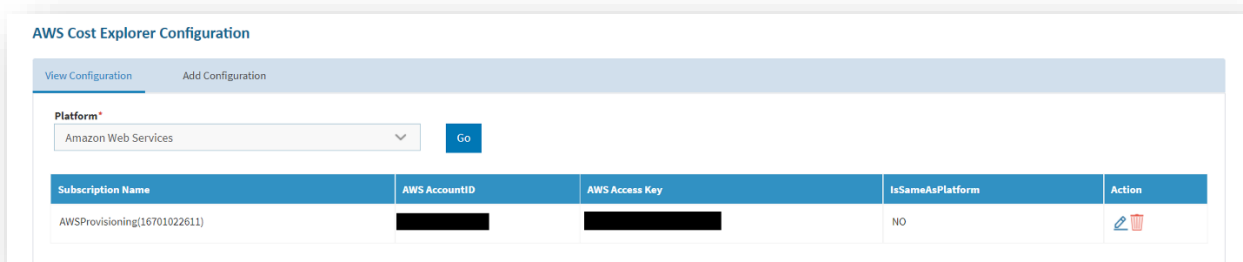 AWS Cost Explorer Configuration
View Configuration Add Configuration
Platform*
Amazon Web Services Go
Subscription Name AWS AccountID AWS Access Key IsSameAsPlatform Action
AWSProvisioning(16701022611) NO